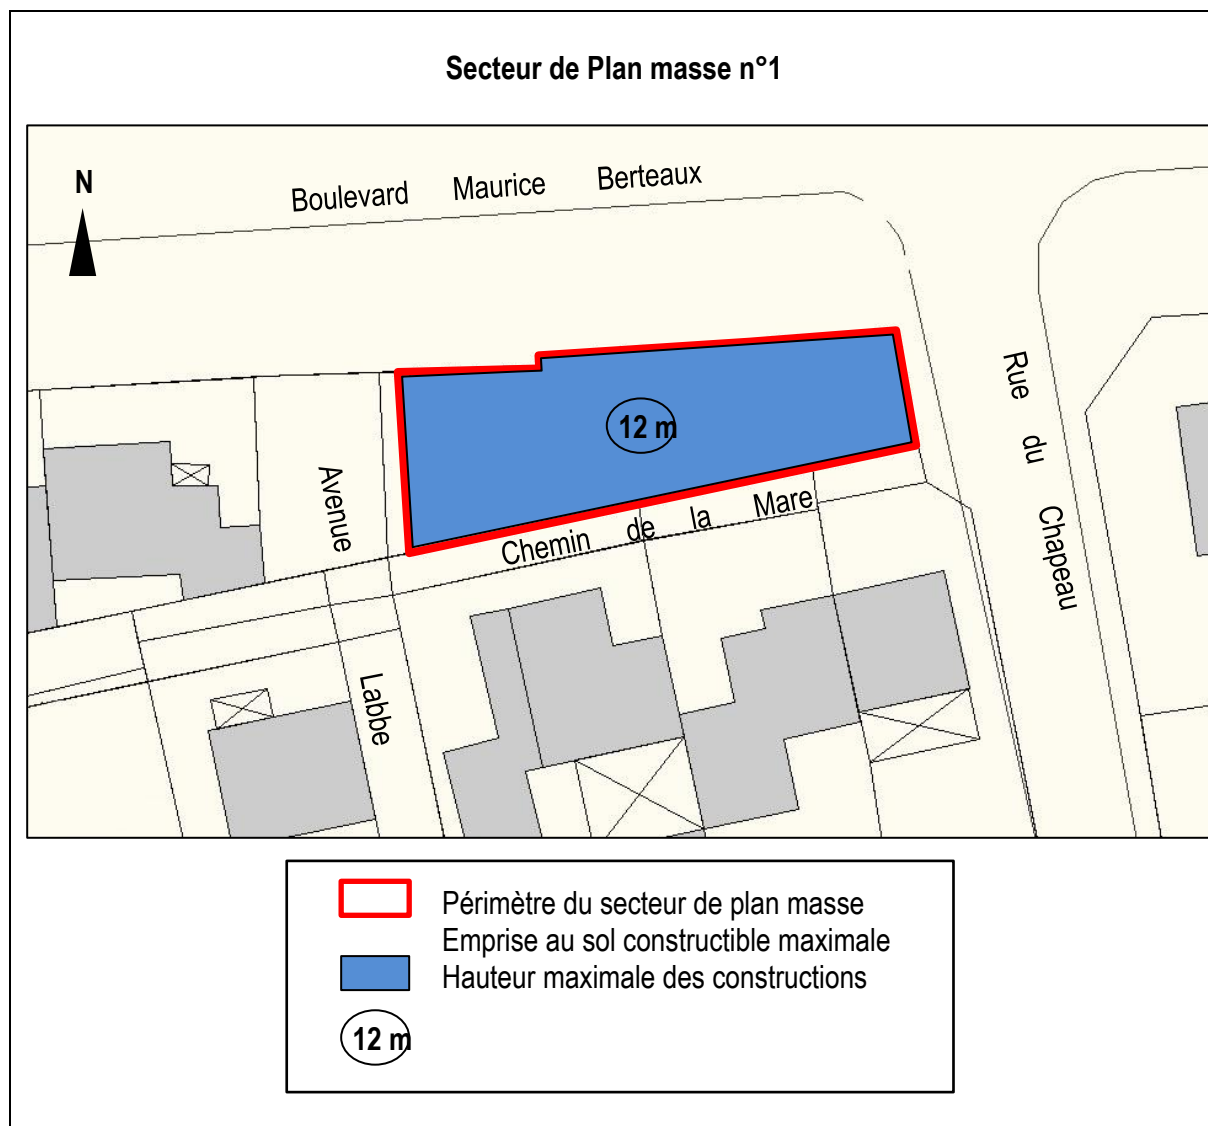 Secteur de Plan masse n°1
N
Boulevard Maurice Berteaux
Rue du Chapeau
12 m
Avenue Labbe
Chemin de la Mare
Périmètre du secteur de plan masse
Emprise au sol constructible maximale
Hauteur maximale des constructions
12 m